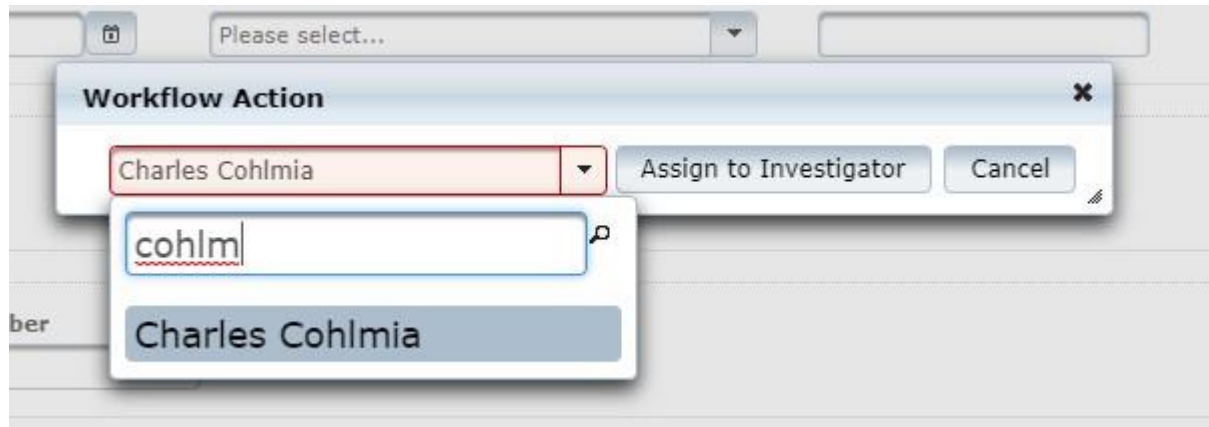 Please select...
Workflow Action
Charles Cohlmia
Assign to Investigator
Cancel
cohlm
ber
Charles Cohlmia